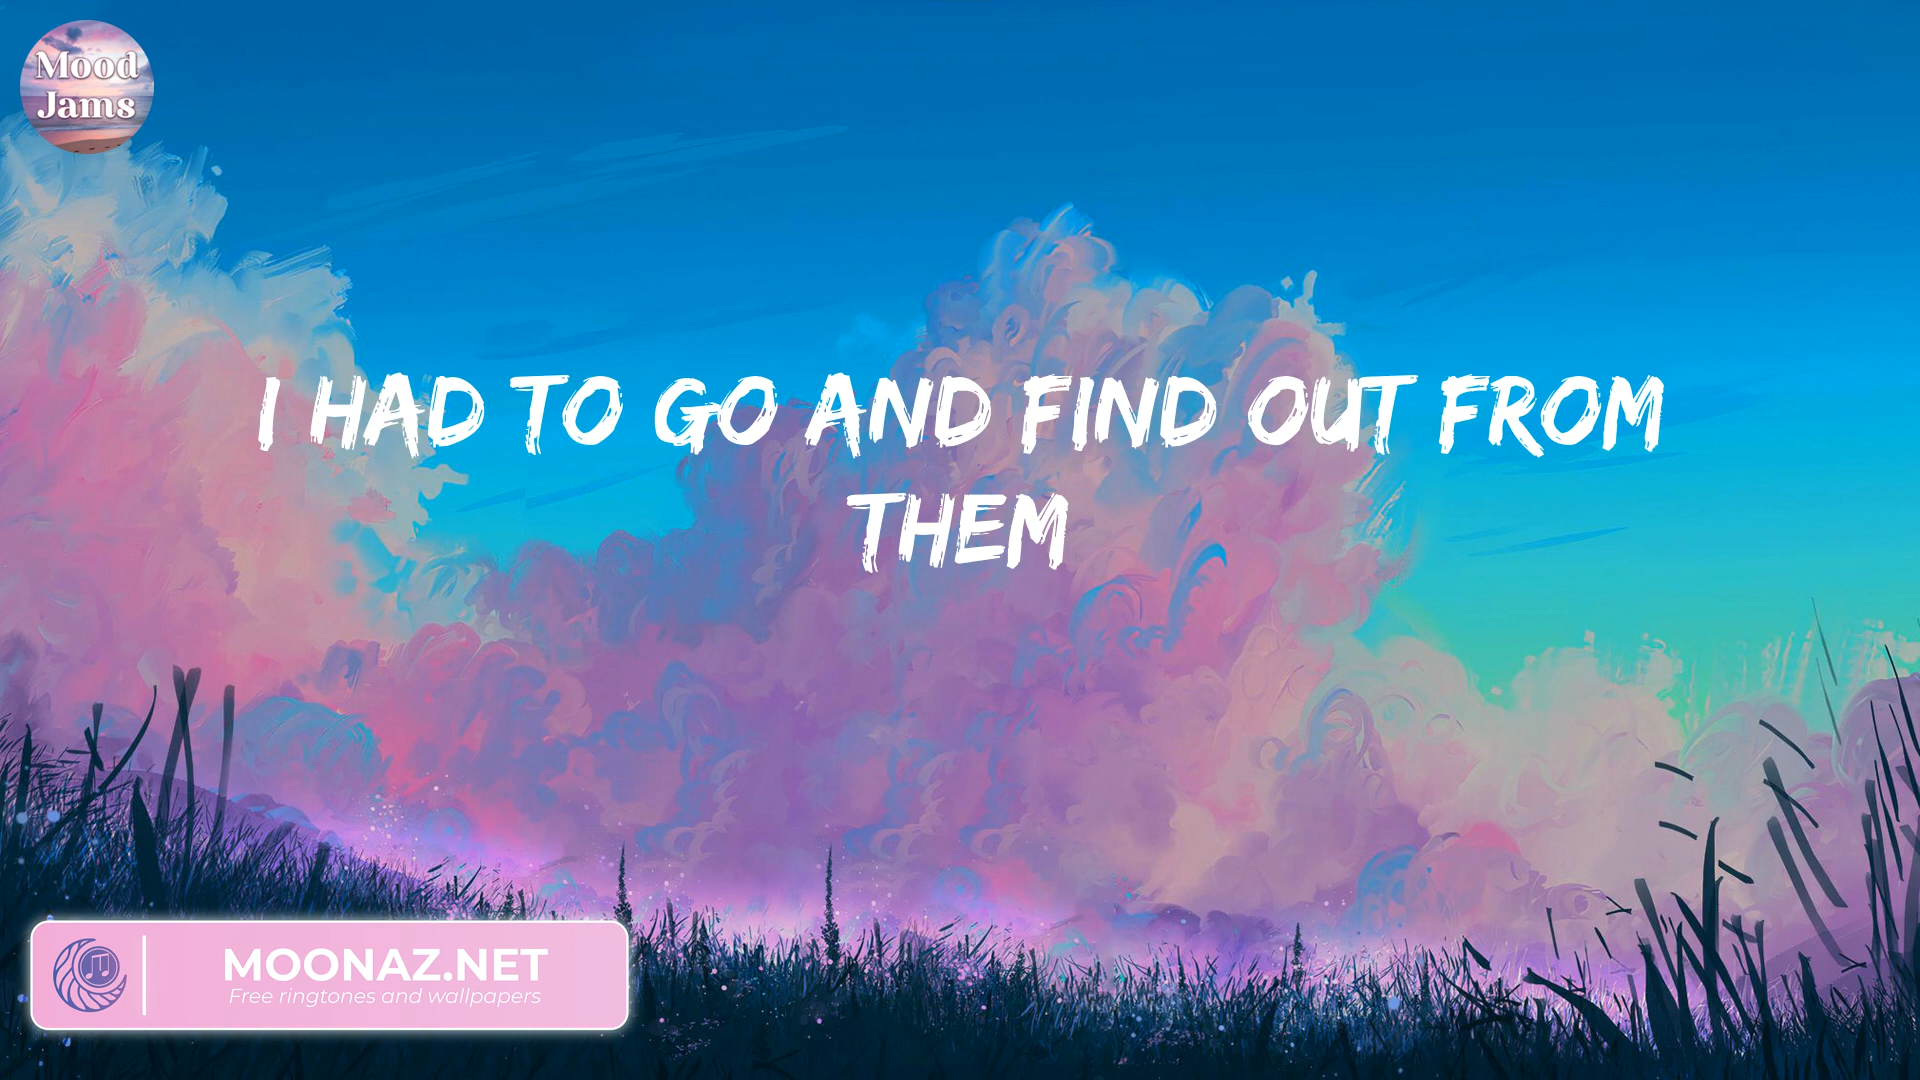 Mood
Jams
I HAD TO GO AND FIND OUT FROM
THEM
MOONAZ.NET
Free ringtones and wallpapers